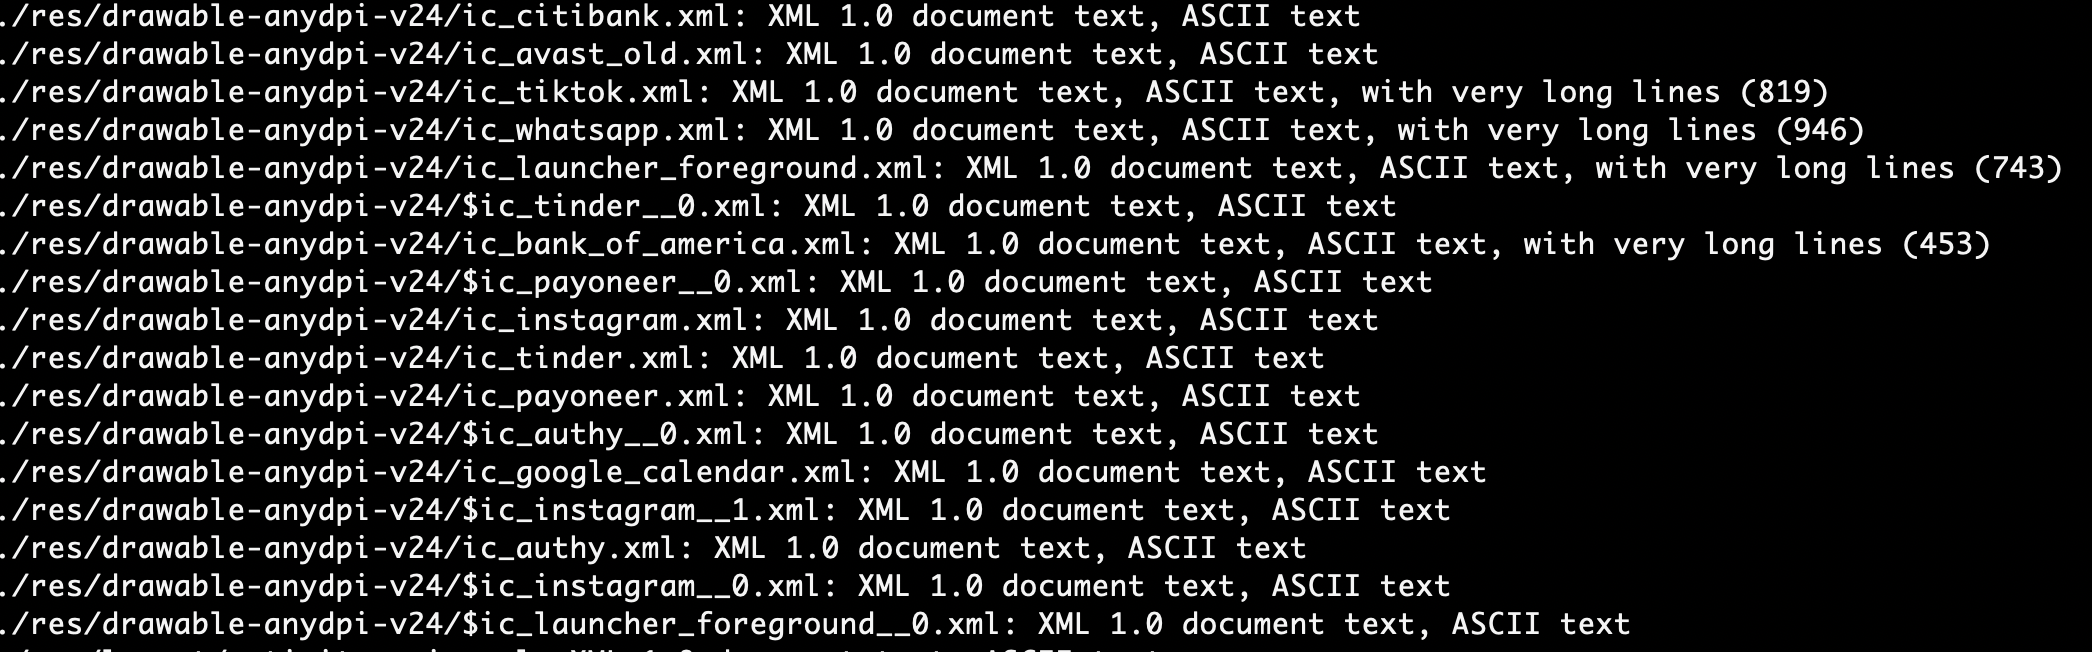 ./res/drawable-anydpi-v24/ic_citibank.xml: XML 1.0 document text, ASCII text
./res/drawable-anydpi-v24/ic_avast_old.xml: XML 1.0 document text, ASCII text
./res/drawable-anydpi-v24/ic_tiktok.xml: XML 1.0 document text, ASCII text, with very long lines (819)
./res/drawable-anydpi-v24/ic_whatsapp.xml: XML 1.0 document text, ASCII text, with very long lines (946)
./res/drawable-anydpi-v24/ic_launcher_foreground.xml: XML 1.0 document text, ASCII text, with very long lines (743)
./res/drawable-anydpi-v24/$ic_tinder__0.xml: XML 1.0 document text, ASCII text
./res/drawable-anydpi-v24/ic_bank_of_america.xml: XML 1.0 document text, ASCII text, with very long lines (453)
./res/drawable-anydpi-v24/$ic_payoneer__0.xml: XML 1.0 document text, ASCII text
./res/drawable-anydpi-v24/ic_instagram.xml: XML 1.0 document text, ASCII text
./res/drawable-anydpi-v24/ic_tinder.xml: XML 1.0 document text, ASCII text
./res/drawable-anydpi-v24/ic_payoneer.xml: XML 1.0 document text, ASCII text
./res/drawable-anydpi-v24/$ic_authy__0.xml: XML 1.0 document text, ASCII text
./res/drawable-anydpi-v24/ic_google_calendar.xml: XML 1.0 document text, ASCII text
./res/drawable-anydpi-v24/$ic_instagram__1.xml: XML 1.0 document text, ASCII text
./res/drawable-anydpi-v24/ic_authy.xml: XML 1.0 document text, ASCII text
./res/drawable-anydpi-v24/$ic_instagram__0.xml: XML 1.0 document text, ASCII text
./res/drawable-anydpi-v24/$ic_launcher_foreground__0.xml: XML 1.0 document text, ASCII text